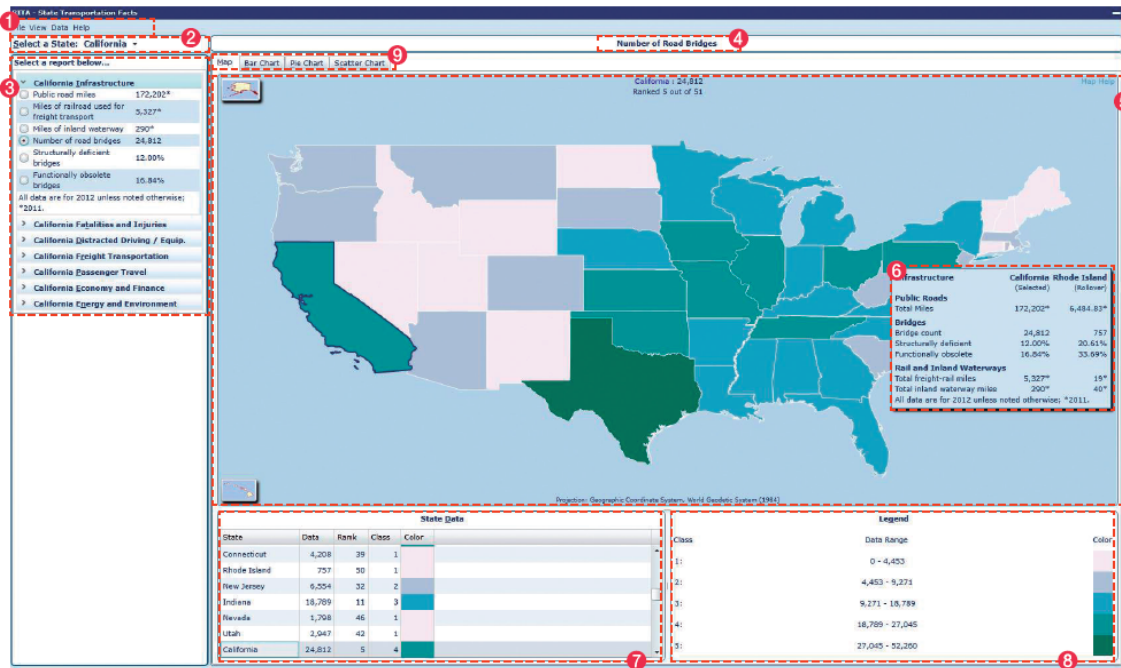 RITA - State Transportation Facts
1
File View Data Help
Select a State: California
2
Number of Road Bridges
4
Select a report below...
Map
Bar Chart
Pie Chart
Scatter Chart
9
3
California Infrastructure
Public road miles 172,202*
Miles of railroad used for
freight transport 5,327*
Miles of inland waterway 290*
Number of road bridges 24,812
Structurally deficient
bridges 12.00%
Functionally obsolete
bridges 16.84%
All data are for 2012 unless noted otherwise;
*2011.
California Fatalities and Injuries
California Distracted Driving / Equip.
California Freight Transportation
California Passenger Travel
California Economy and Finance
California Energy and Environment
California : 24,812
Ranked 5 out of 51
Map Help
6
Infrastructure California Rhode Island
(Selected) (Rollover)
Public Roads
Total Miles 172,202* 6,484.83*
Bridges
Bridge count 24,812 757
Structurally deficient 12.00% 20.61%
Functionally obsolete 16.84% 33.69%
Rail and Inland Waterways
Total freight-rail miles 5,327* 19*
Total inland waterway miles 290* 40*
All data are for 2012 unless noted otherwise; *2011.
Projection: Geographic Coordinate System, World Geodetic System (1984)
State Data
State Data Rank Class Color
Connecticut 4,208 39 1
Rhode Island 757 50 1
New Jersey 6,554 32 2
Indiana 18,789 11 3
Nevada 1,798 46 1
Utah 2,947 42 1
California 24,812 5 4
7
Legend
Class Data Range Color
1: 0 - 4,453
2: 4,453 - 9,271
3: 9,271 - 18,789
4: 18,789 - 27,045
5: 27,045 - 52,260
8